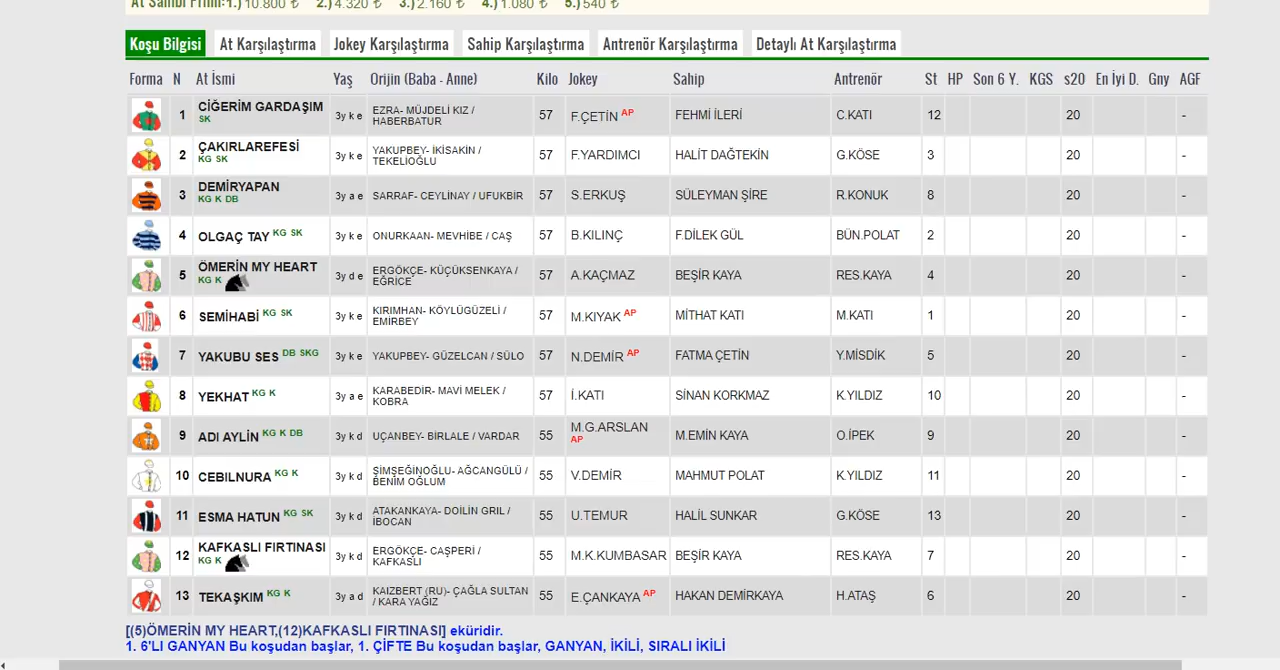 At Sahibi Primi:1.) 10.800 ₺ 2.) 4.320 ₺ 3.) 2.160 ₺ 4.) 1.080 ₺ 5.) 540 ₺
Koşu Bilgisi At Karşılaştırma Jokey Karşılaştırma Sahip Karşılaştırma Antrenör Karşılaştırma Detaylı At Karşılaştırma
Forma N At İsmi Yaş Orijin (Baba - Anne) Kilo Jokey Sahip Antrenör St HP Son 6 Y. KGS s20 En İyi D. Gny AGF
1 CİĞERİM GARDAŞIM SK 3y k e EZRA- MÜJDELİ KIZ / HABERBATUR 57 F.ÇETİN AP FEHMİ İLERİ C.KATI 12 20 -
2 ÇAKIRLAREFESİ KG SK 3y k e YAKUPBEY- İKİSAKIN / TEKELİOĞLU 57 F.YARDIMCI HALİT DAĞTEKİN G.KÖSE 3 20 -
3 DEMİRYAPAN KG K DB 3y a e SARRAF- CEYLİNAY / UFUKBİR 57 S.ERKUŞ SÜLEYMAN ŞİRE R.KONUK 8 20 -
4 OLGAÇ TAY KG SK 3y k e ONURKAAN- MEVHİBE / CAŞ 57 B.KILINÇ F.DİLEK GÜL BÜN.POLAT 2 20 -
5 ÖMERİN MY HEART KG K 3y d e ERGÖKÇE- KÜÇÜKSENKAYA / EĞRİCE 57 A.KAÇMAZ BEŞİR KAYA RES.KAYA 4 20 -
6 SEMİHABİ KG SK 3y k e KIRIMHAN- KÖYLÜGÜZELİ / EMİRBEY 57 M.KIYAK AP MİTHAT KATI M.KATI 1 20 -
7 YAKUBU SES DB SKG 3y k e YAKUPBEY- GÜZELCAN / SÜLO 57 N.DEMİR AP FATMA ÇETİN Y.MİSDİK 5 20 -
8 YEKHAT KG K 3y a e KARABEDİR- MAVİ MELEK / KOBRA 57 İ.KATI SİNAN KORKMAZ K.YILDIZ 10 20 -
9 ADI AYLİN KG K DB 3y k d UÇANBEY- BİRLALE / VARDAR 55 M.G.ARSLAN AP M.EMİN KAYA O.İPEK 9 20 -
10 CEBILNURA KG K 3y k d ŞİMŞEĞİNOĞLU- AĞCANGÜLÜ / BENİM OĞLUM 55 V.DEMİR MAHMUT POLAT K.YILDIZ 11 20 -
11 ESMA HATUN KG SK 3y k d ATAKANKAYA- DOİLİN GRIL / İBOCAN 55 U.TEMUR HALİL SUNKAR G.KÖSE 13 20 -
12 KAFKASLI FIRTINASI KG K 3y k d ERGÖKÇE- CAŞPERİ / KAFKASLI 55 M.K.KUMBASAR BEŞİR KAYA RES.KAYA 7 20 -
13 TEKAŞKIM KG K 3y a d KAIZBERT (RU)- ÇAĞLA SULTAN / KARA YAĞIZ 55 E.ÇANKAYA AP HAKAN DEMİRKAYA H.ATAŞ 6 20 -
[(5)ÖMERİN MY HEART,(12)KAFKASLI FIRTINASI] eküridir.
1. 6'LI GANYAN Bu koşudan başlar, 1. ÇİFTE Bu koşudan başlar, GANYAN, İKİLİ, SIRALI İKİLİ